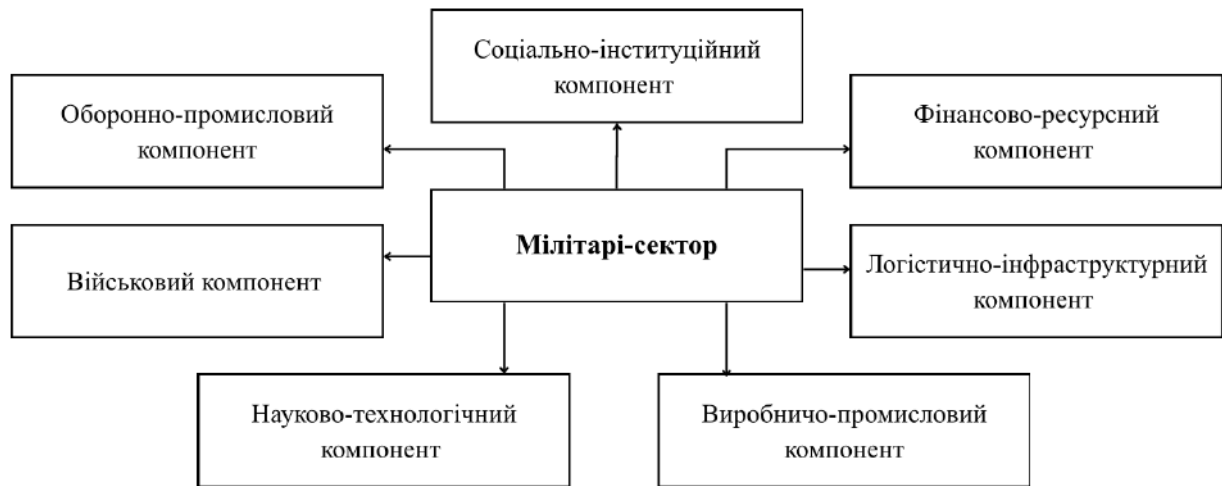 Соціально-інституційний
компонент
Оборонно-промисловий
компонент
Фінансово-ресурсний
компонент
Мілітарі-сектор
Військовий компонент
Логістично-інфраструктурний
компонент
Науково-технологічний
компонент
Виробничо-промисловий
компонент